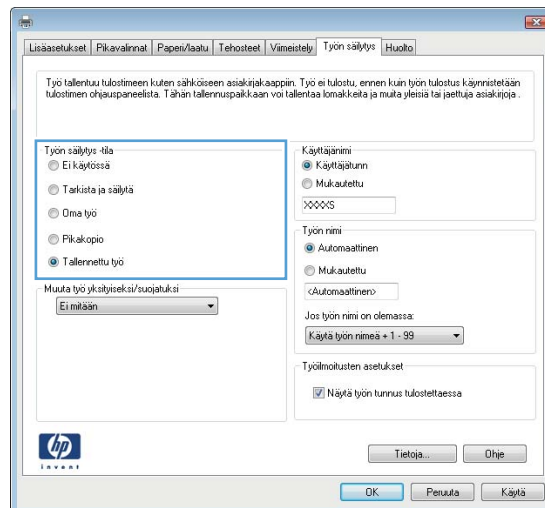 Lisäasetukset Pikavalinnat Paperi/laatu Tehosteet Viimeistely Työn säilytys Huolto
Työ tallentuu tulostimeen kuten sähköiseen asiakirjakaappiin. Työ ei tulostu, ennen kuin työn tulostus käynnistetään
tulostimen ohjauspaneelista. Tähän tallennuspaikkaan voi tallentaa lomakkeita ja muita yleisiä tai jaettuja asiakirjoja .
Työn säilytys -tila
Ei käytössä
Tarkista ja säilytä
Oma työ
Pikakopio
Tallennettu työ
Muuta työ yksityiseksi/suojatuksi
Ei mitään
Käyttäjänimi
Käyttäjätunn
Mukautettu
XXXXS
Työn nimi
Automaattinen
Mukautettu
<Automaattinen>
Jos työn nimi on olemassa:
Käytä työn nimeä + 1 - 99
Työilmoitusten asetukset
Näytä työn tunnus tulostettaessa
hp
invent
Tietoja... Ohje
OK Peruuta Käytä